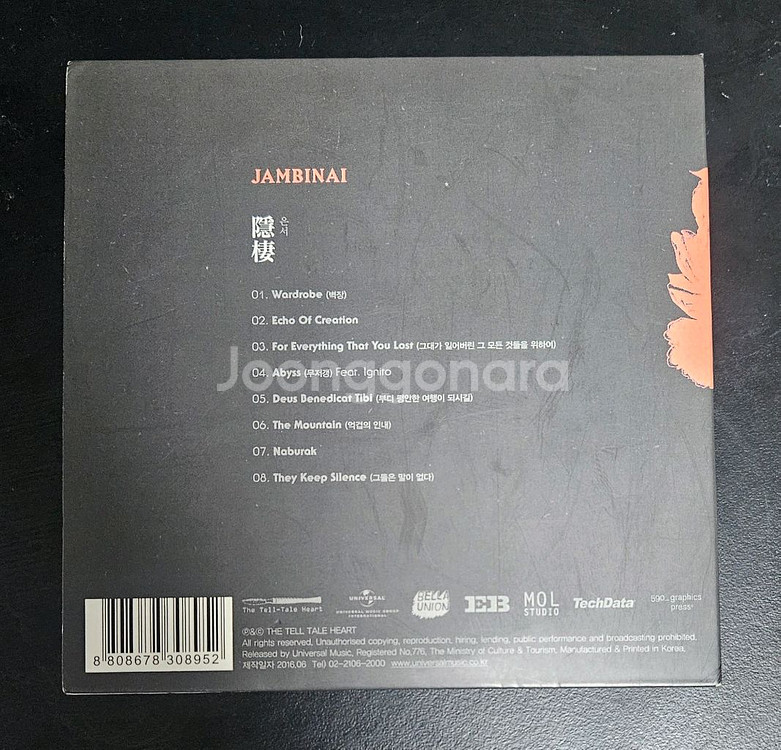 JAMBINAI
隱棲
은서
01. Wardrobe (벽장)
02. Echo Of Creation
03. For Everything That You Lost (그대가 잃어버린 그 모든 것들을 위하여)
04. Abyss (무저갱) Feat. Ignito
05. Deus Benedicat Tibi (부디 평안한 여행이 되시길)
06. The Mountain (억겁의 인내)
07. Naburak
08. They Keep Silence (그들은 말이 없다)
Joonggonara
The Tell-Tale Heart
UNIVERSAL
UNIVERSAL MUSIC GROUP
INTERNATIONAL
BELLA
UNION
EBB
MOL
STUDIO
TechData
590.graphics
press
8 808678 308952
℗&© THE TELL TALE HEART
All rights reserved. Unauthorised copying, reproduction, hiring, lending, public performance and broadcasting prohibited.
Released by Universal Music, Registered No.776, The Ministry of Culture & Tourism, Manufactured & Printed in Korea.
제작일자 2016.06 Tel) 02-2106-2000 www.universalmusic.co.kr